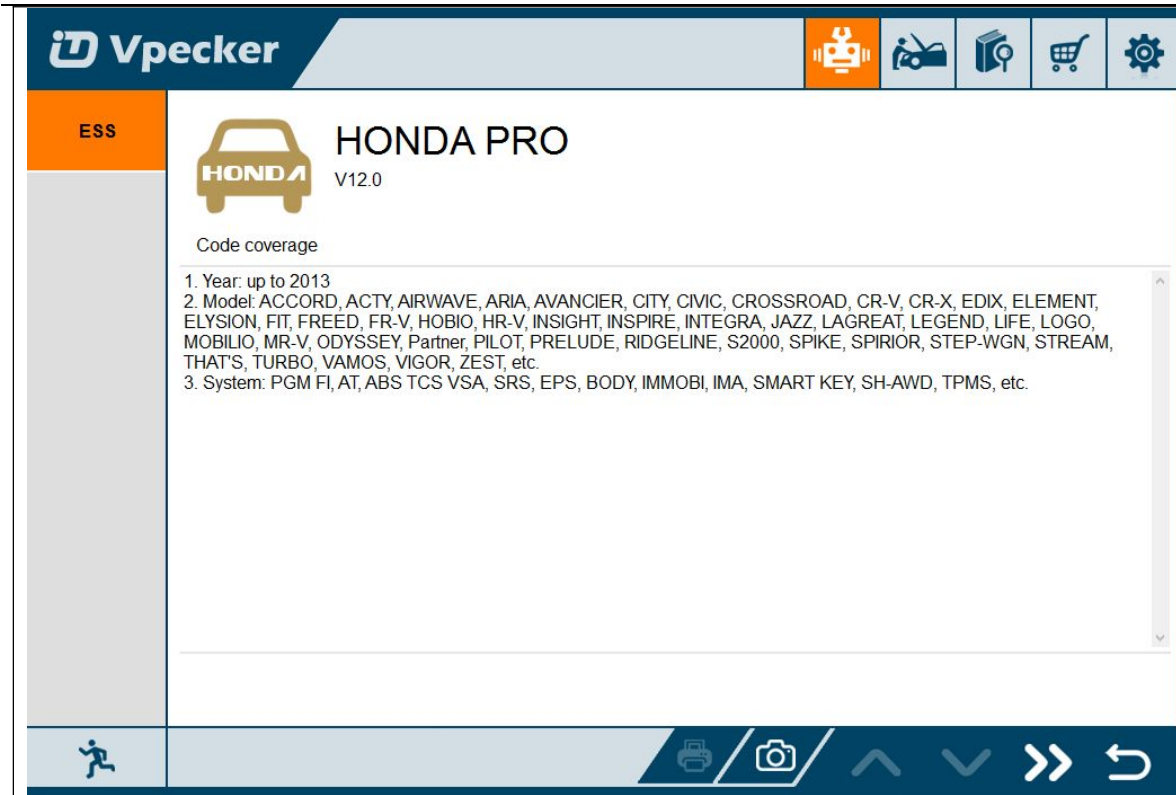 Vpecker
ESS
HONDA
HONDA PRO
V12.0
Code coverage
1. Year: up to 2013
2. Model: ACCORD, ACTY, AIRWAVE, ARIA, AVANCIER, CITY, CIVIC, CROSSROAD, CR-V, CR-X, EDIX, ELEMENT,
ELYSION, FIT, FREED, FR-V, HOBIO, HR-V, INSIGHT, INSPIRE, INTEGRA, JAZZ, LAGREAT, LEGEND, LIFE, LOGO,
MOBILIO, MR-V, ODYSSEY, Partner, PILOT, PRELUDE, RIDGELINE, S2000, SPIKE, SPIRIOR, STEP-WGN, STREAM,
THAT'S, TURBO, VAMOS, VIGOR, ZEST, etc.
3. System: PGM FI, AT, ABS TCS VSA, SRS, EPS, BODY, IMMOBI, IMA, SMART KEY, SH-AWD, TPMS, etc.